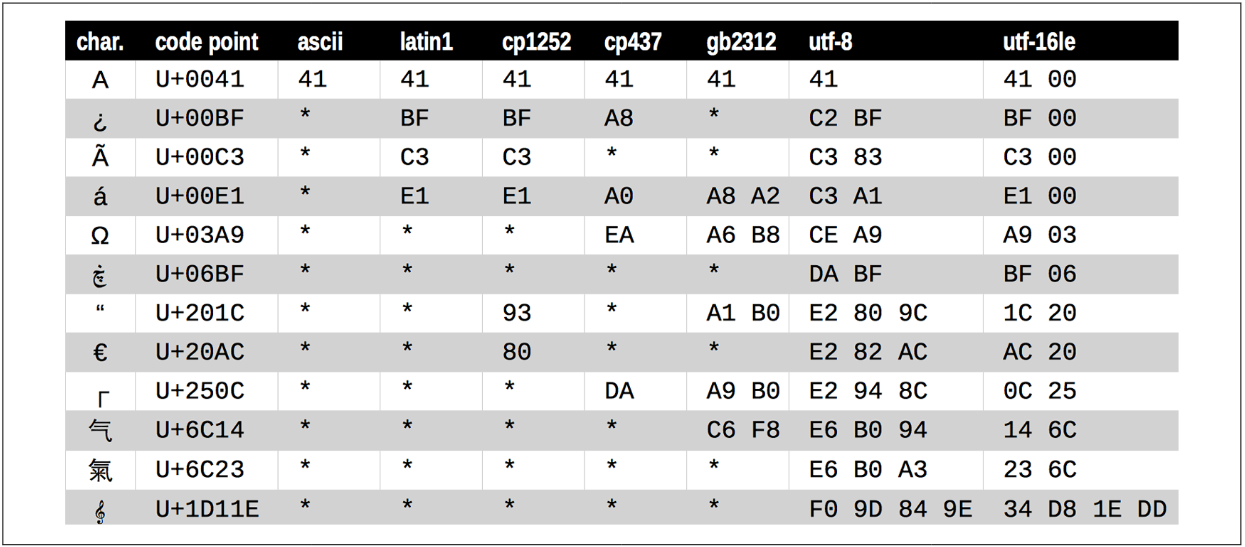 char. code point ascii latin1 cp1252 cp437 gb2312 utf-8 utf-16le
A U+0041 41 41 41 41 41 41 41 00
¿ U+00BF * BF BF A8 * C2 BF BF 00
Ã U+00C3 * C3 C3 * * C3 83 C3 00
á U+00E1 * E1 E1 A0 A8 A2 C3 A1 E1 00
Ω U+03A9 * * * EA A6 B8 CE A9 A9 03
ڿ U+06BF * * * * * DA BF BF 06
“ U+201C * * 93 * A1 B0 E2 80 9C 1C 20
€ U+20AC * * 80 * * E2 82 AC AC 20
┌ U+250C * * * DA A9 B0 E2 94 8C 0C 25
气 U+6C14 * * * * C6 F8 E6 B0 94 14 6C
氣 U+6C23 * * * * * E6 B0 A3 23 6C
𝄞 U+1D11E * * * * * F0 9D 84 9E 34 D8 1E DD